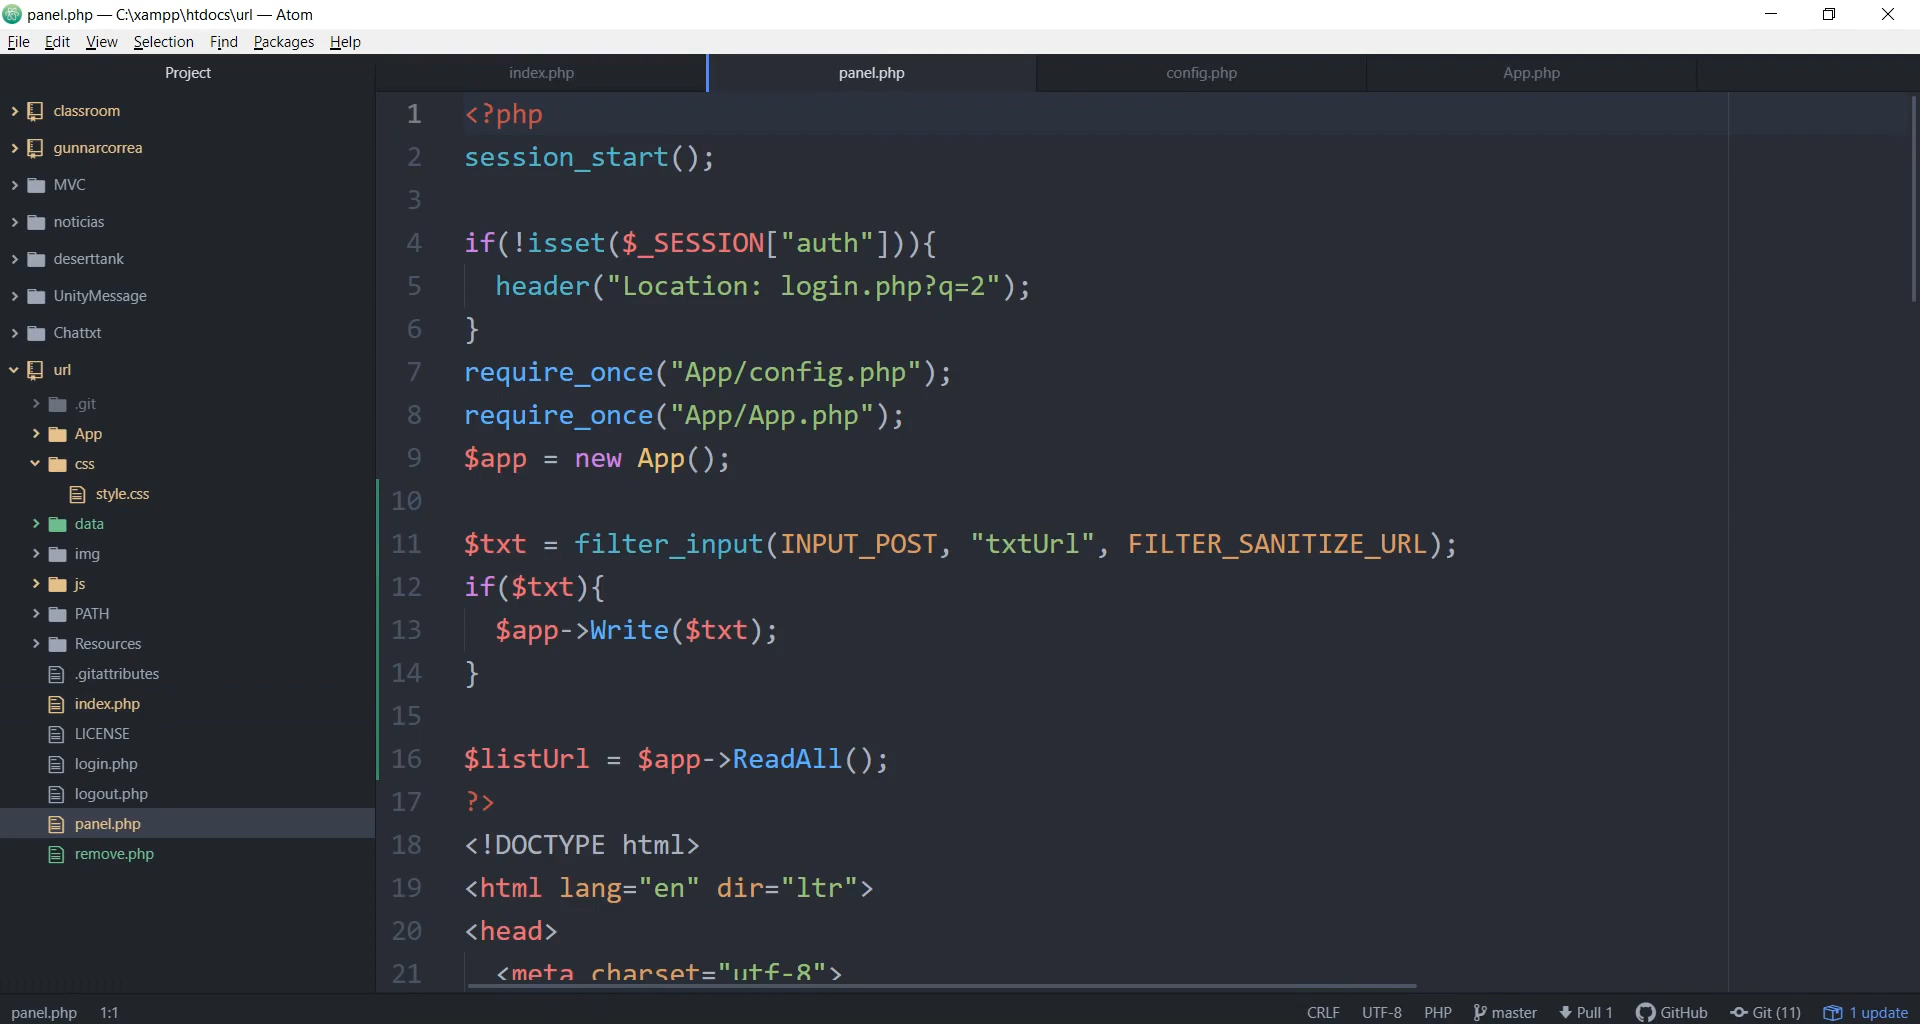 panel.php — C:\xampp\htdocs\url — Atom
File Edit View Selection Find Packages Help
Project
index.php panel.php config.php App.php
classroom
gunnarcorrea
MVC
noticias
deserttank
UnityMessage
Chattxt
url
.git
App
css
style.css
data
img
js
PATH
Resources
.gitattributes
index.php
LICENSE
login.php
logout.php
panel.php
remove.php
1 <?php
2 session_start();
3
4 if(!isset($_SESSION["auth"])){
5 header("Location: login.php?q=2");
6 }
7 require_once("App/config.php");
8 require_once("App/App.php");
9 $app = new App();
10
11 $txt = filter_input(INPUT_POST, "txtUrl", FILTER_SANITIZE_URL);
12 if($txt){
13 $app->Write($txt);
14 }
15
16 $listUrl = $app->ReadAll();
17 ?>
18 <!DOCTYPE html>
19 <html lang="en" dir="ltr">
20 <head>
21 <meta charset="utf-8">
panel.php 1:1 CRLF UTF-8 PHP master Pull 1 GitHub Git (11) 1 update